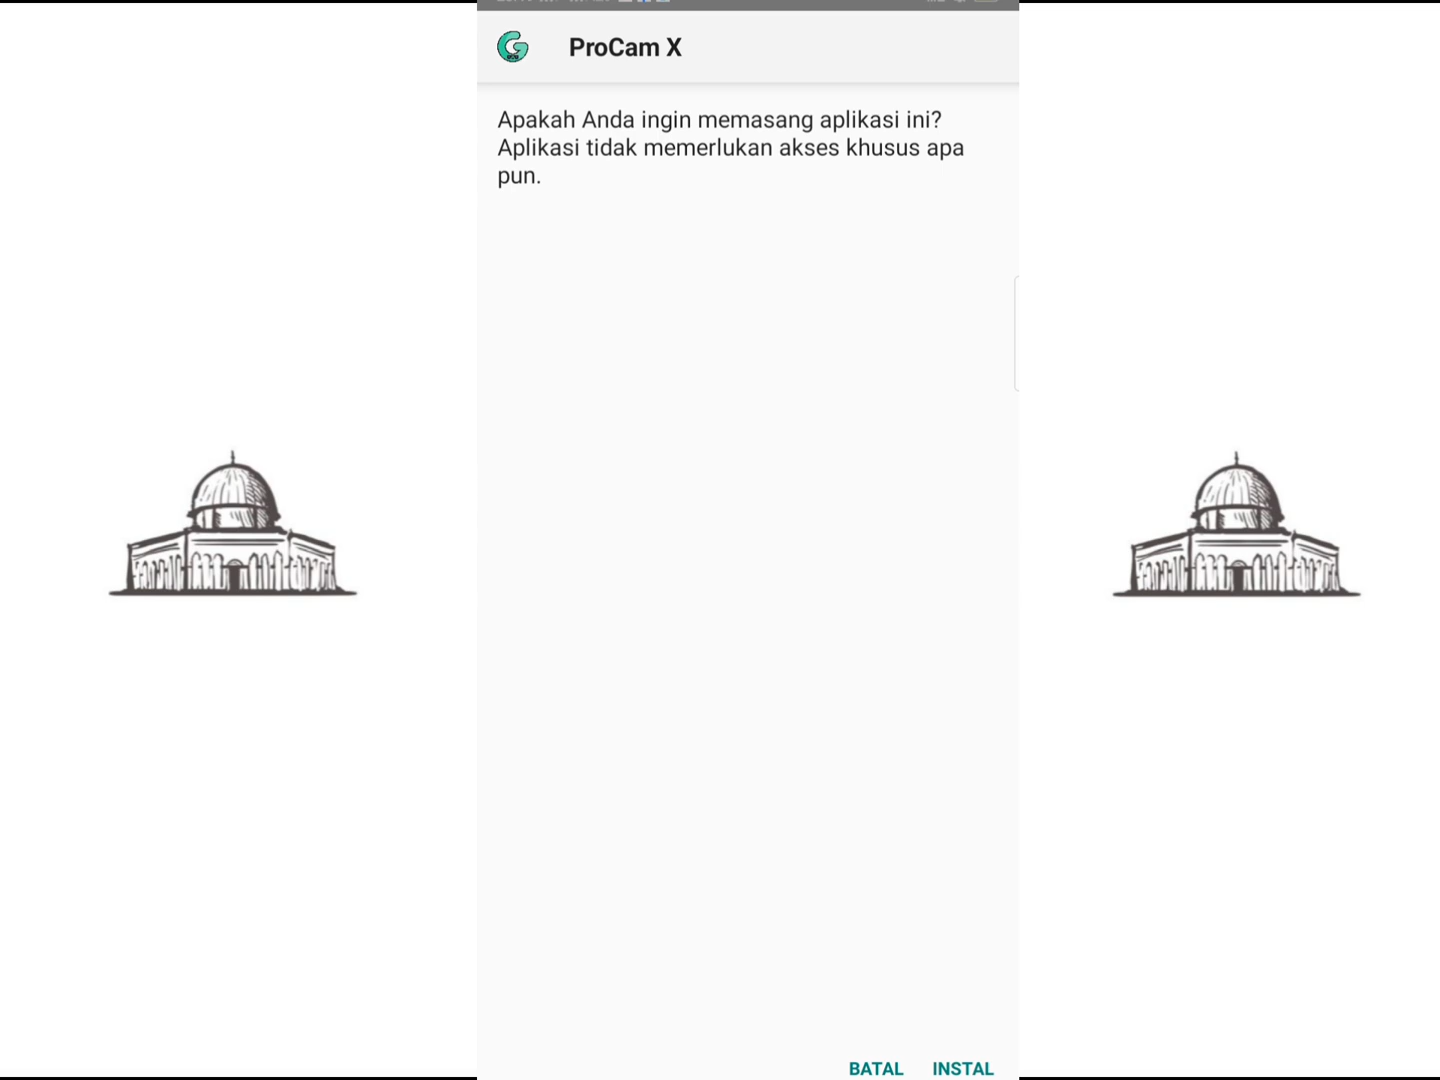 ProCam X
Apakah Anda ingin memasang aplikasi ini?
Aplikasi tidak memerlukan akses khusus apa
pun.
BATAL INSTAL